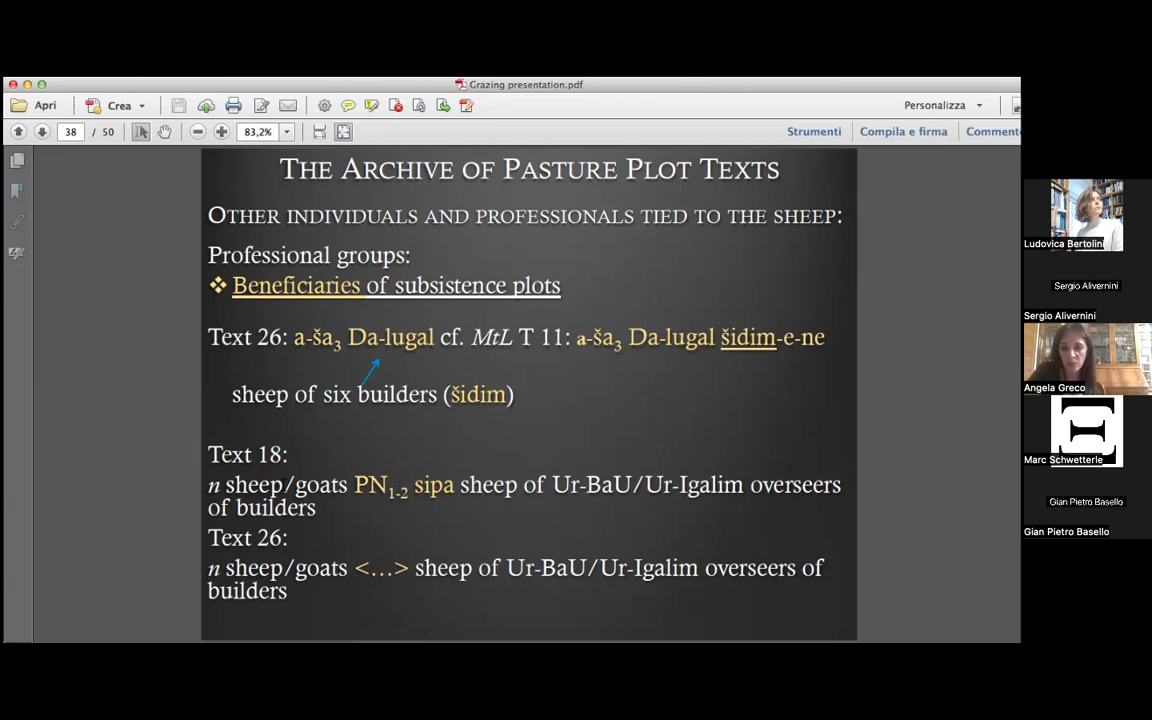 Grazing presentation.pdf
Apri Crea Personalizza
38 / 50 83,2% Strumenti Compila e firma Comment
THE ARCHIVE OF PASTURE PLOT TEXTS
OTHER INDIVIDUALS AND PROFESSIONALS TIED TO THE SHEEP:
Professional groups:
❖ Beneficiaries of subsistence plots
Text 26: a-ša₃ Da-lugal cf. MtL T 11: a-ša₃ Da-lugal šidim-e-ne
sheep of six builders (šidim)
Text 18:
n sheep/goats PN₁₋₂ sipa sheep of Ur-BaU/Ur-Igalim overseers
of builders
Text 26:
n sheep/goats <…> sheep of Ur-BaU/Ur-Igalim overseers of
builders
Ludovica Bertolini
Sergio Alivernini
Sergio Alivernini
Angela Greco
Marc Schwetterle
Gian Pietro Basello
Gian Pietro Basello